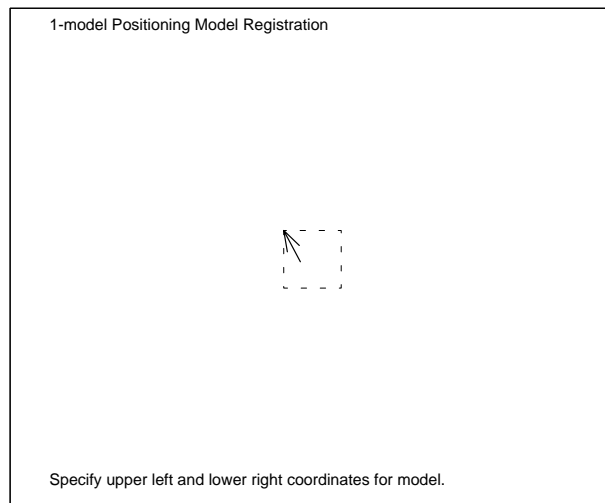 1-model Positioning Model Registration
Specify upper left and lower right coordinates for model.